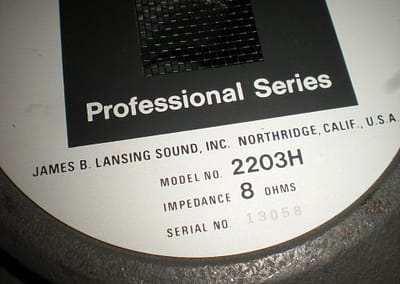 Professional Series
JAMES B. LANSING SOUND, INC. NORTHRIDGE, CALIF., U.S.A.
MODEL NO. 2203H
IMPEDANCE 8 OHMS
SERIAL NO. 13058